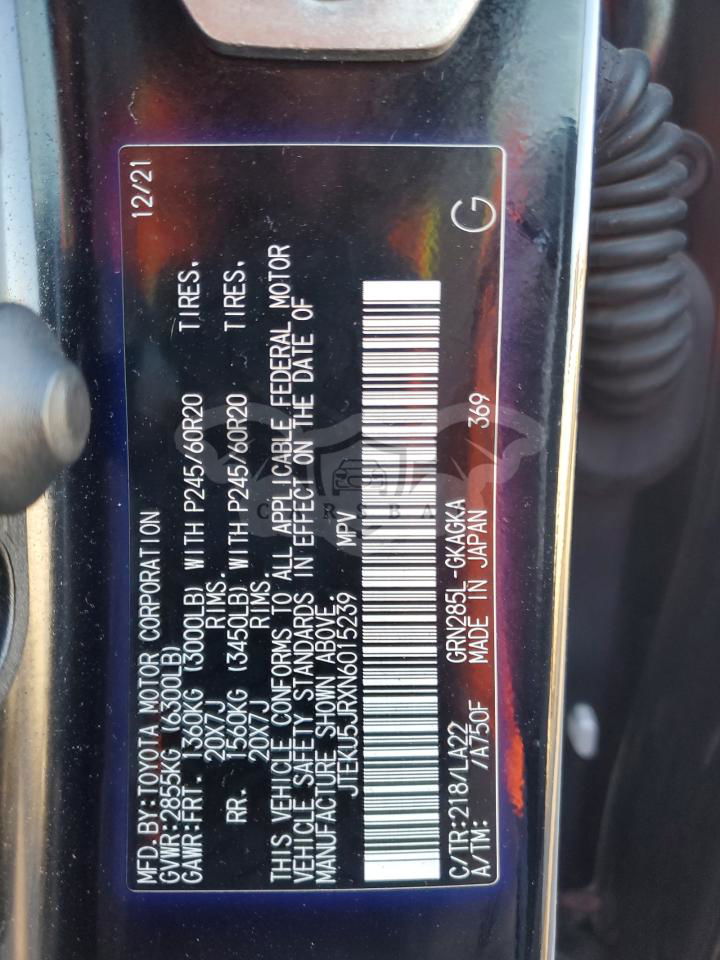 MFD.BY:TOYOTA MOTOR CORPORATION 12/21
GVWR:2855KG (6300LB)
GAWR:FRT. 1360KG (3000LB) WITH P245/60R20 TIRES,
20X7J RIMS.
RR. 1560KG (3450LB) WITH P245/60R20 TIRES,
20X7J RIMS.
THIS VEHICLE CONFORMS TO ALL APPLICABLE FEDERAL MOTOR
VEHICLE SAFETY STANDARDS IN EFFECT ON THE DATE OF
MANUFACTURE SHOWN ABOVE.
JTEKU5JRXN6015239 MPV
C/TR:218/LA22 GRN285L-GKAGKA
A/TM: /A750F MADE IN JAPAN 369 G